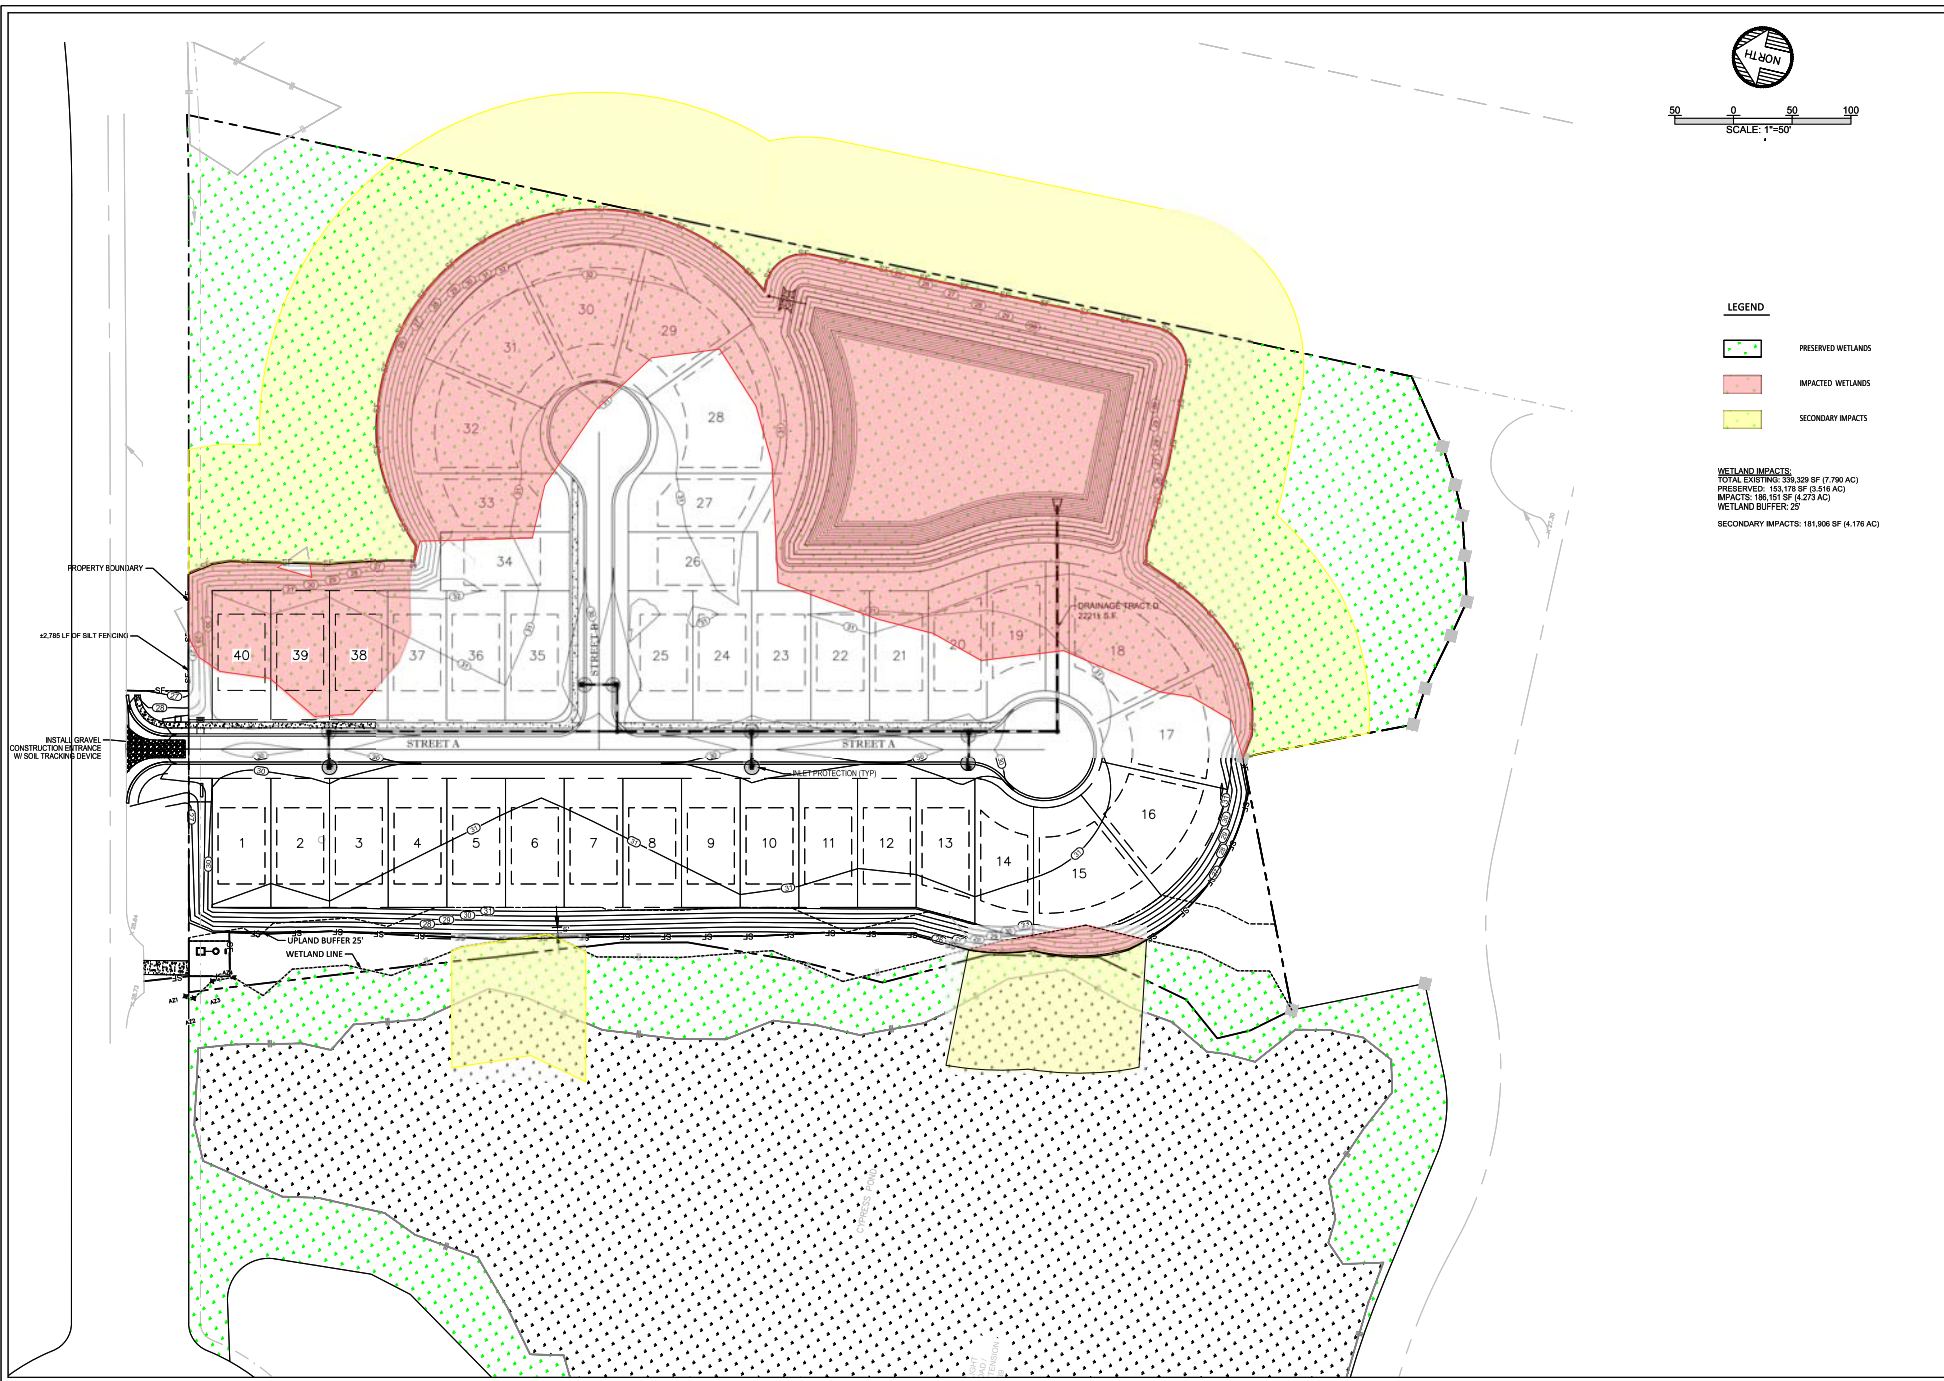 NORTH
50 0 50 100
SCALE: 1"=50'
LEGEND
PRESERVED WETLANDS
IMPACTED WETLANDS
SECONDARY IMPACTS
WETLAND IMPACTS:
TOTAL EXISTING: 339,329 SF (7.790 AC)
PRESERVED: 153,178 SF (3.516 AC)
IMPACTS: 186,151 SF (4.273 AC)
WETLAND BUFFER: 25'
SECONDARY IMPACTS: 181,906 SF (4.176 AC)
30
31
29
32
28
33
27
34
26
PROPERTY BOUNDARY
±2,785 LF OF SILT FENCING
DRAINAGE TRACT D
22211 S.F.
40 39 38 37 36 35
STREET B
25 24 23 22 21 20 19 18
17
INSTALL GRAVEL
CONSTRUCTION ENTRANCE
W/ SOIL TRACKING DEVICE
STREET A
STREET A
INLET PROTECTION (TYP)
1 2 3 4 5 6 7 8 9 10 11 12 13 14 15 16
UPLAND BUFFER 25'
WETLAND LINE
AZ1
AZ3
AZ2
CYPRESS POND